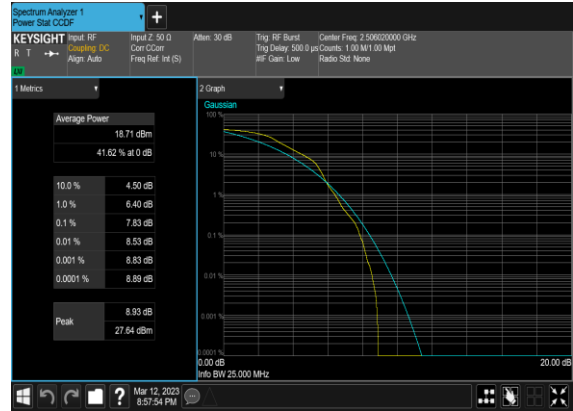 Spectrum Analyzer 1
Power Stat CCDF
KEYSIGHT
R T
LXI
Input: RF
Coupling: DC
Align: Auto
Input Z: 50 Ω
Corr CCorr
Freq Ref: Int (S)
Atten: 30 dB
Trig: RF Burst
Trig Delay: 500.0 µs
#IF Gain: Low
Center Freq: 2.506020000 GHz
Counts: 1.00 M/1.00 Mpt
Radio Std: None
1 Metrics
Average Power
18.71 dBm
41.62 % at 0 dB
10.0 % 4.50 dB
1.0 % 6.40 dB
0.1 % 7.83 dB
0.01 % 8.53 dB
0.001 % 8.83 dB
0.0001 % 8.89 dB
Peak
8.93 dB
27.64 dBm
2 Graph
Gaussian
100 %
10 %
1 %
0.1 %
0.01 %
0.001 %
0.0001 %
0.00 dB 20.00 dB
Info BW 25.000 MHz
?
Mar 12, 2023
8:57:54 PM